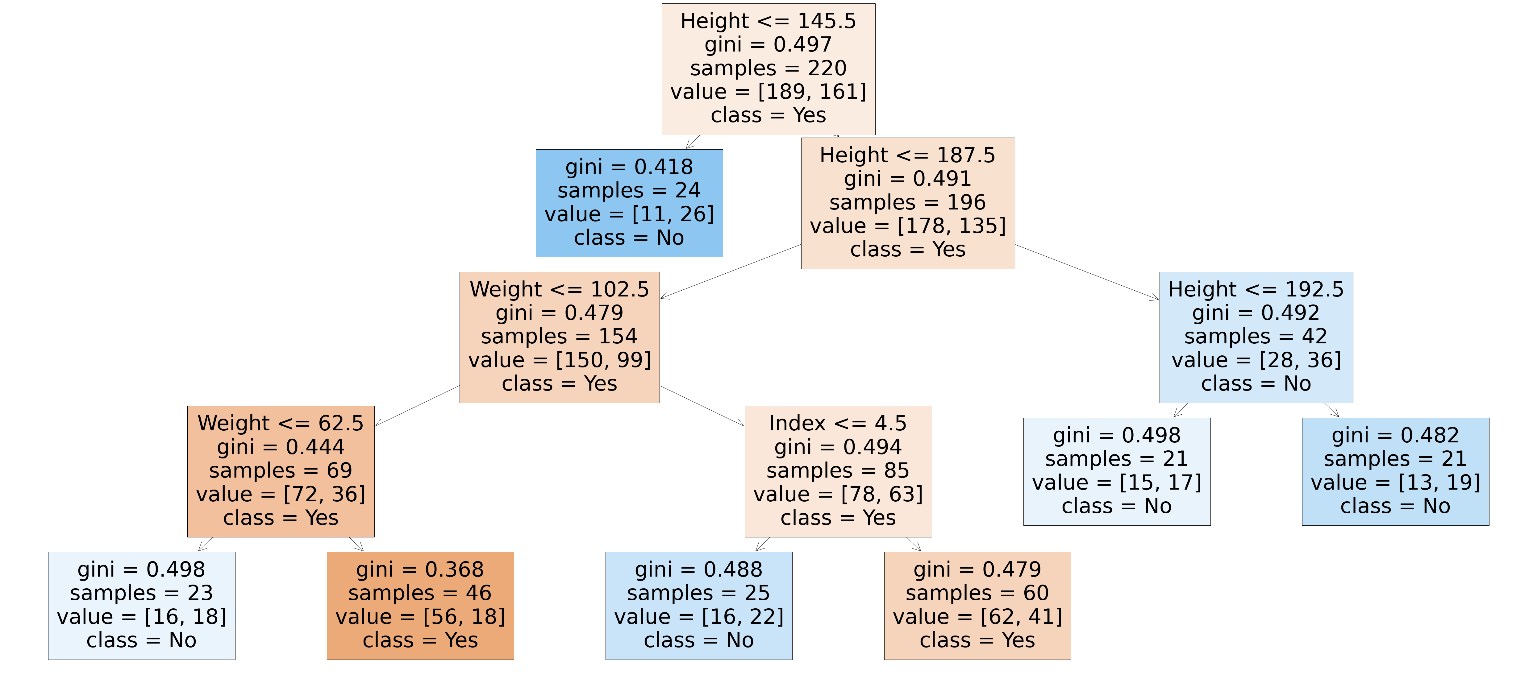 Height <= 145.5
gini = 0.497
samples = 220
value = [189, 161]
class = Yes
gini = 0.418
samples = 24
value = [11, 26]
class = No
Height <= 187.5
gini = 0.491
samples = 196
value = [178, 135]
class = Yes
Weight <= 102.5
gini = 0.479
samples = 154
value = [150, 99]
class = Yes
Height <= 192.5
gini = 0.492
samples = 42
value = [28, 36]
class = No
Weight <= 62.5
gini = 0.444
samples = 69
value = [72, 36]
class = Yes
Index <= 4.5
gini = 0.494
samples = 85
value = [78, 63]
class = Yes
gini = 0.498
samples = 21
value = [15, 17]
class = No
gini = 0.482
samples = 21
value = [13, 19]
class = No
gini = 0.498
samples = 23
value = [16, 18]
class = No
gini = 0.368
samples = 46
value = [56, 18]
class = Yes
gini = 0.488
samples = 25
value = [16, 22]
class = No
gini = 0.479
samples = 60
value = [62, 41]
class = Yes